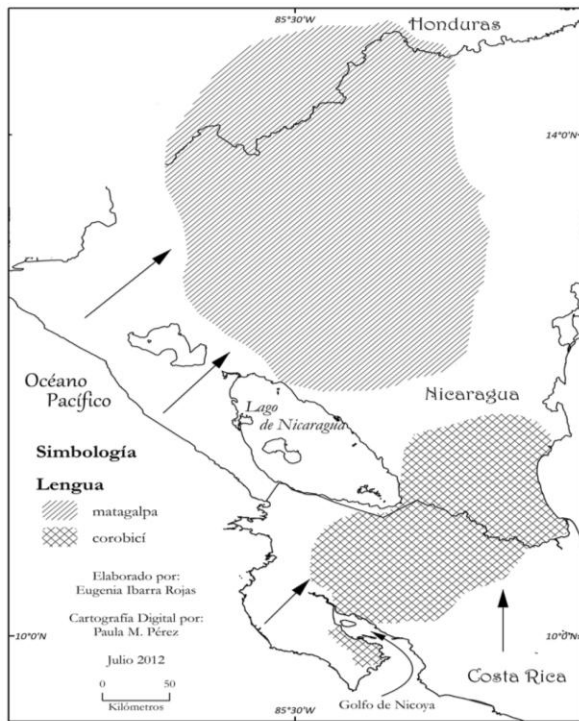 85°30'W
Honduras
14°0'N
Océano
Pacífico
Lago
de Nicaragua
Nicaragua
Simbología
Lengua
matagalpa
corobicí
Elaborado por:
Eugenia Ibarra Rojas
Cartografía Digital por:
Paula M. Pérez
Julio 2012
10°0'N
10°0'N
0 50
Kilómetros
85°30'W
Golfo de Nicoya
Costa Rica